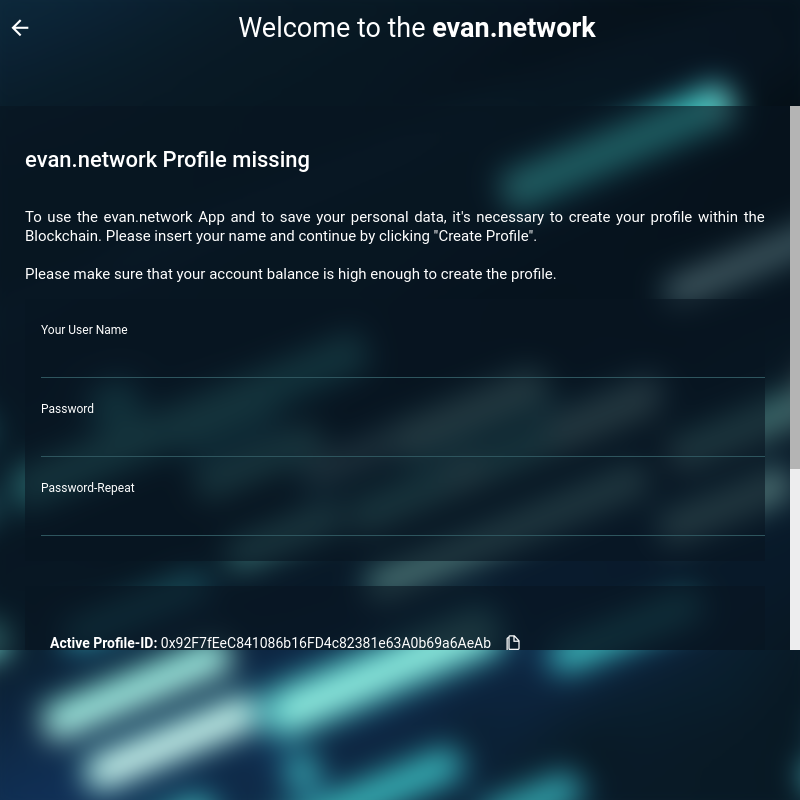 Welcome to the evan.network
evan.network Profile missing
To use the evan.network App and to save your personal data, it's necessary to create your profile within the
Blockchain. Please insert your name and continue by clicking "Create Profile".
Please make sure that your account balance is high enough to create the profile.
Your User Name
Password
Password-Repeat
Active Profile-ID: 0x92F7fEeC841086b16FD4c82381e63A0b69a6AeAb